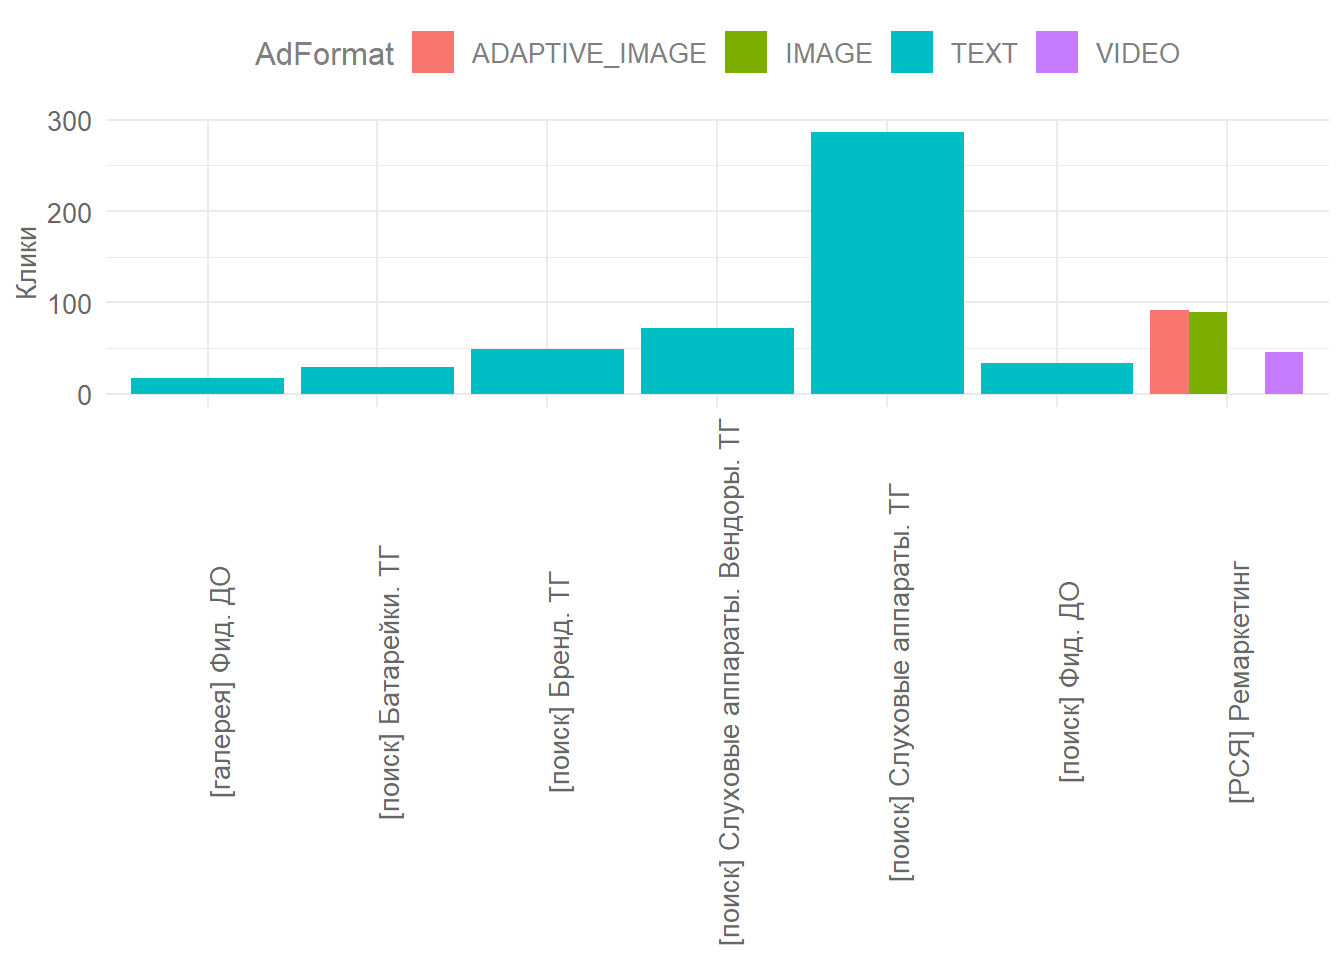 AdFormat ADAPTIVE_IMAGE IMAGE TEXT VIDEO
Клики
300
200
100
0
[галерея] Фид. ДО
[поиск] Батарейки. ТГ
[поиск] Бренд. ТГ
[поиск] Слуховые аппараты. Вендоры. ТГ
[поиск] Слуховые аппараты. ТГ
[поиск] Фид. ДО
[РСЯ] Ремаркетинг